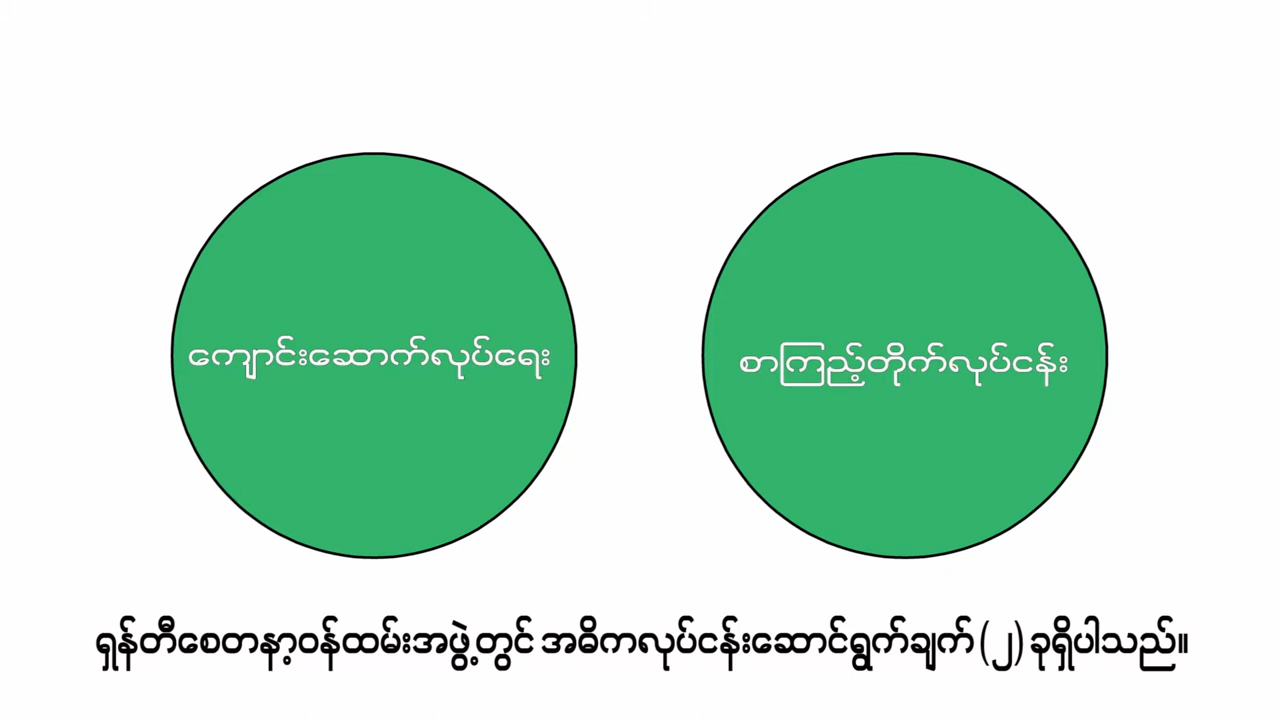 ကျောင်းဆောက်လုပ်ရေး
စာကြည့်တိုက်လုပ်ငန်း
ရှန်တီစေတနာ့ဝန်ထမ်းအဖွဲ့တွင် အဓိကလုပ်ငန်းဆောင်ရွက်ချက် (၂) ခုရှိပါသည်။